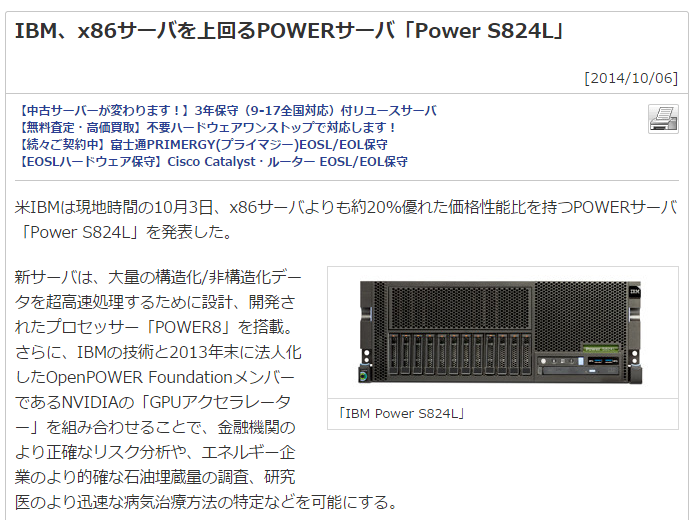 IBM、x86サーバを上回るPOWERサーバ「Power S824L」
[2014/10/06]
【中古サーバーが変わります！】3年保守（9-17全国対応）付リユースサーバ
【無料査定・高価買取】不要ハードウェアワンストップで対応します！
【続々ご契約中】富士通PRIMERGY(プライマジー)EOSL/EOL保守
【EOSLハードウェア保守】Cisco Catalyst・ルーター EOSL/EOL保守
米IBMは現地時間の10月3日、x86サーバよりも約20%優れた価格性能比を持つPOWERサーバ
「Power S824L」を発表した。
新サーバは、大量の構造化/非構造化デー
タを超高速処理するために設計、開発さ
れたプロセッサー「POWER8」を搭載。
さらに、IBMの技術と2013年末に法人化
したOpenPOWER Foundationメンバー
であるNVIDIAの「GPUアクセラレータ
ー」を組み合わせることで、金融機関の
より正確なリスク分析や、エネルギー企
業のより的確な石油埋蔵量の調査、研究
医のより迅速な病気治療方法の特定などを可能にする。
IBM
「IBM Power S824L」